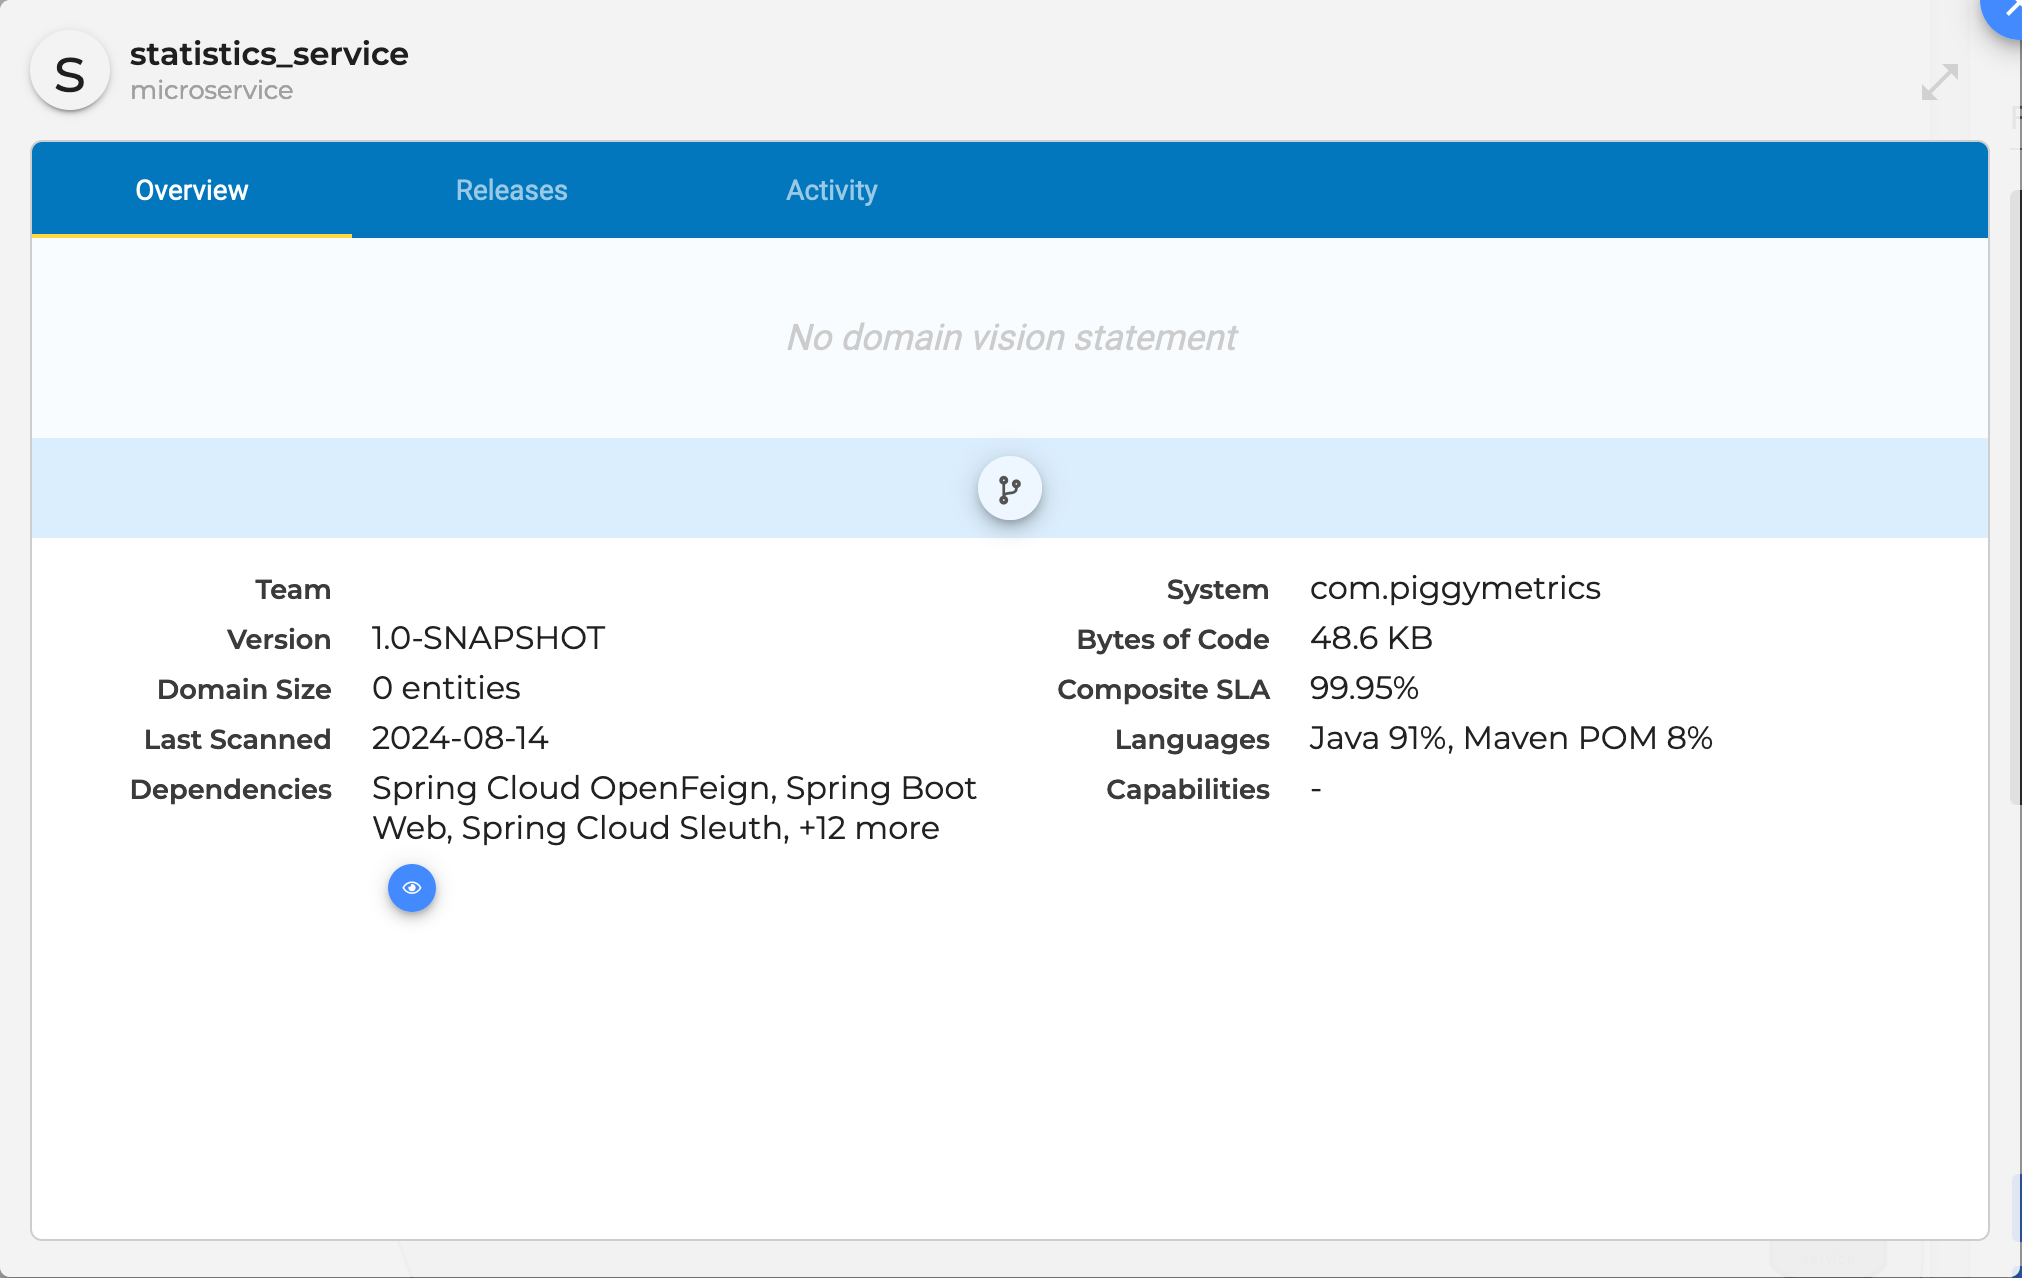 S
statistics_service
microservice
Overview
Releases
Activity
No domain vision statement
Team
Version 1.0-SNAPSHOT
Domain Size 0 entities
Last Scanned 2024-08-14
Dependencies Spring Cloud OpenFeign, Spring Boot
Web, Spring Cloud Sleuth, +12 more
System com.piggymetrics
Bytes of Code 48.6 KB
Composite SLA 99.95%
Languages Java 91%, Maven POM 8%
Capabilities -